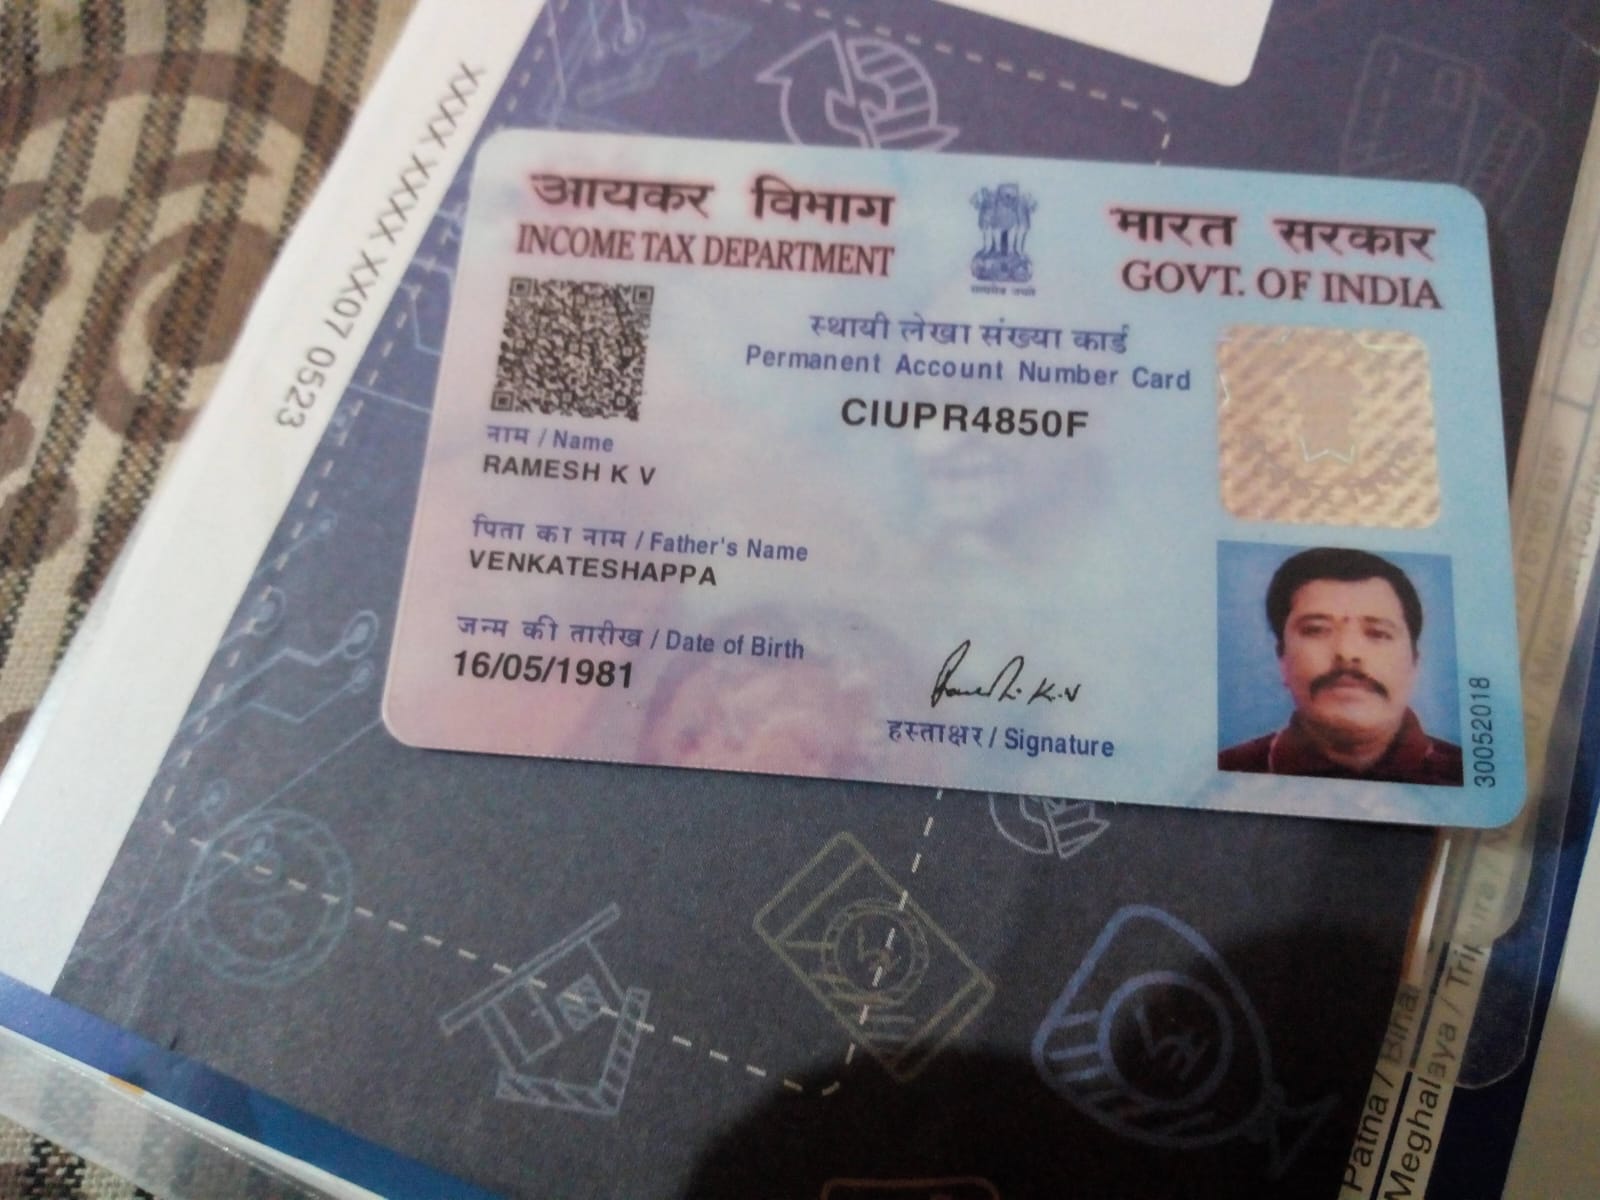 XXXX XXXX XX07 0523
आयकर विभाग
INCOME TAX DEPARTMENT
सत्यमेव जयते
भारत सरकार
GOVT. OF INDIA
स्थायी लेखा संख्या कार्ड
Permanent Account Number Card
CIUPR4850F
नाम / Name
RAMESH K V
पिता का नाम / Father's Name
VENKATESHAPPA
जन्म की तारीख / Date of Birth
16/05/1981
Ramesh. K.V
हस्ताक्षर / Signature
30052018
Patna / Bihar
Meghalaya / Tripura /